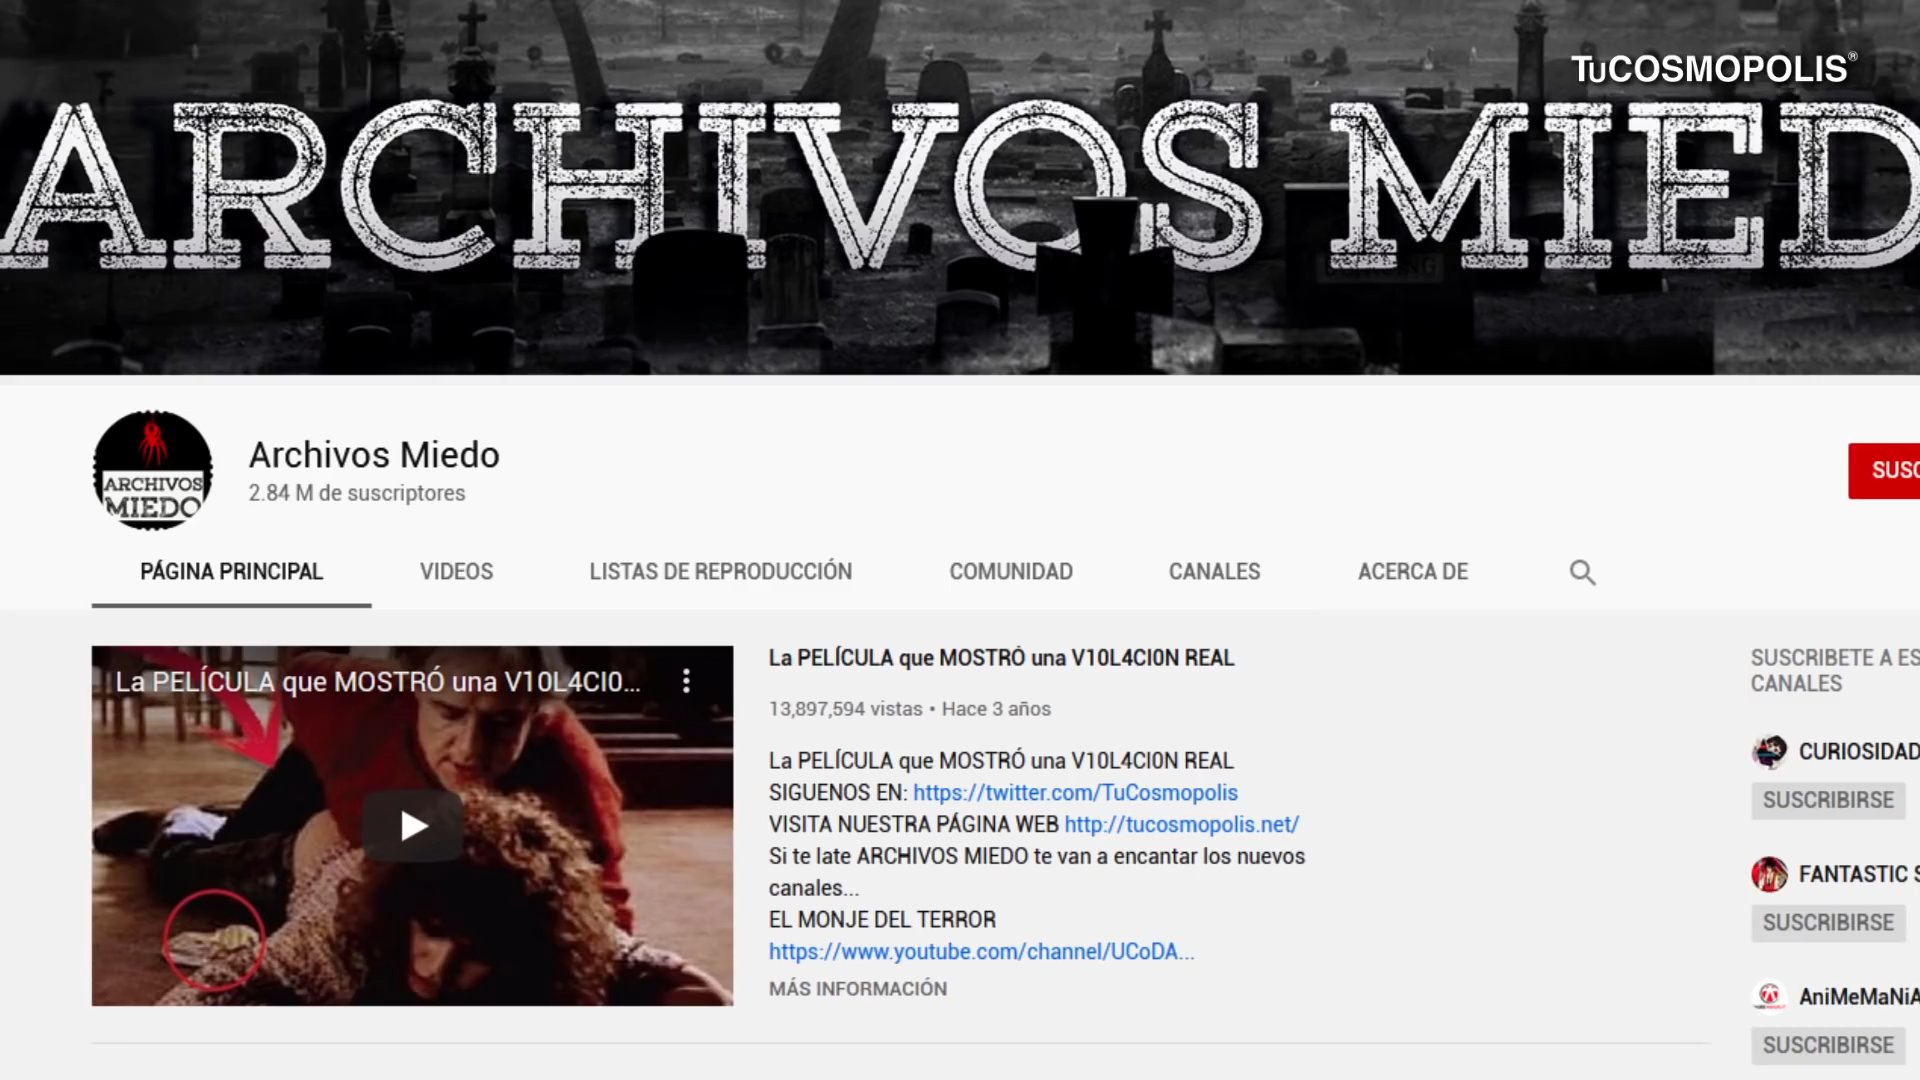 TuCOSMOPOLIS®
ARCHIVOS MIED
ARCHIVOS
MIEDO
Archivos Miedo
2.84 M de suscriptores
SUSC
PÁGINA PRINCIPAL
VIDEOS
LISTAS DE REPRODUCCIÓN
COMUNIDAD
CANALES
ACERCA DE
La PELÍCULA que MOSTRÓ una V10L4CI0...
La PELÍCULA que MOSTRÓ una V10L4CI0N REAL
13,897,594 vistas • Hace 3 años
La PELÍCULA que MOSTRÓ una V10L4CI0N REAL
SIGUENOS EN: https://twitter.com/TuCosmopolis
VISITA NUESTRA PÁGINA WEB http://tucosmopolis.net/
Si te late ARCHIVOS MIEDO te van a encantar los nuevos
canales...
EL MONJE DEL TERROR
https://www.youtube.com/channel/UCoDA...
MÁS INFORMACIÓN
SUSCRIBETE A ES
CANALES
CURIOSIDAD
SUSCRIBIRSE
FANTASTIC S
SUSCRIBIRSE
AniMeMaNiA
SUSCRIBIRSE